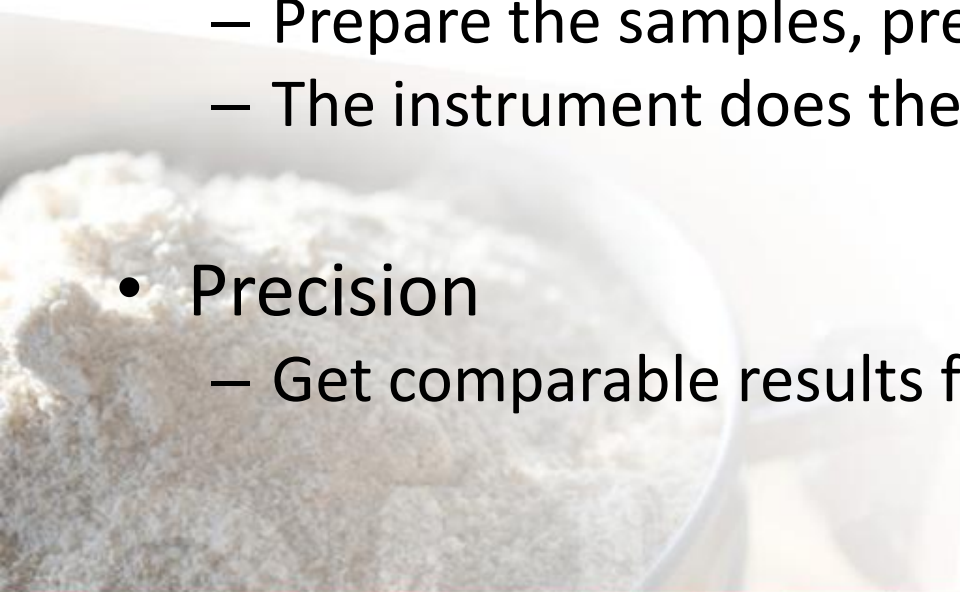 – Prepare the samples, pre
– The instrument does the
• Precision
– Get comparable results f